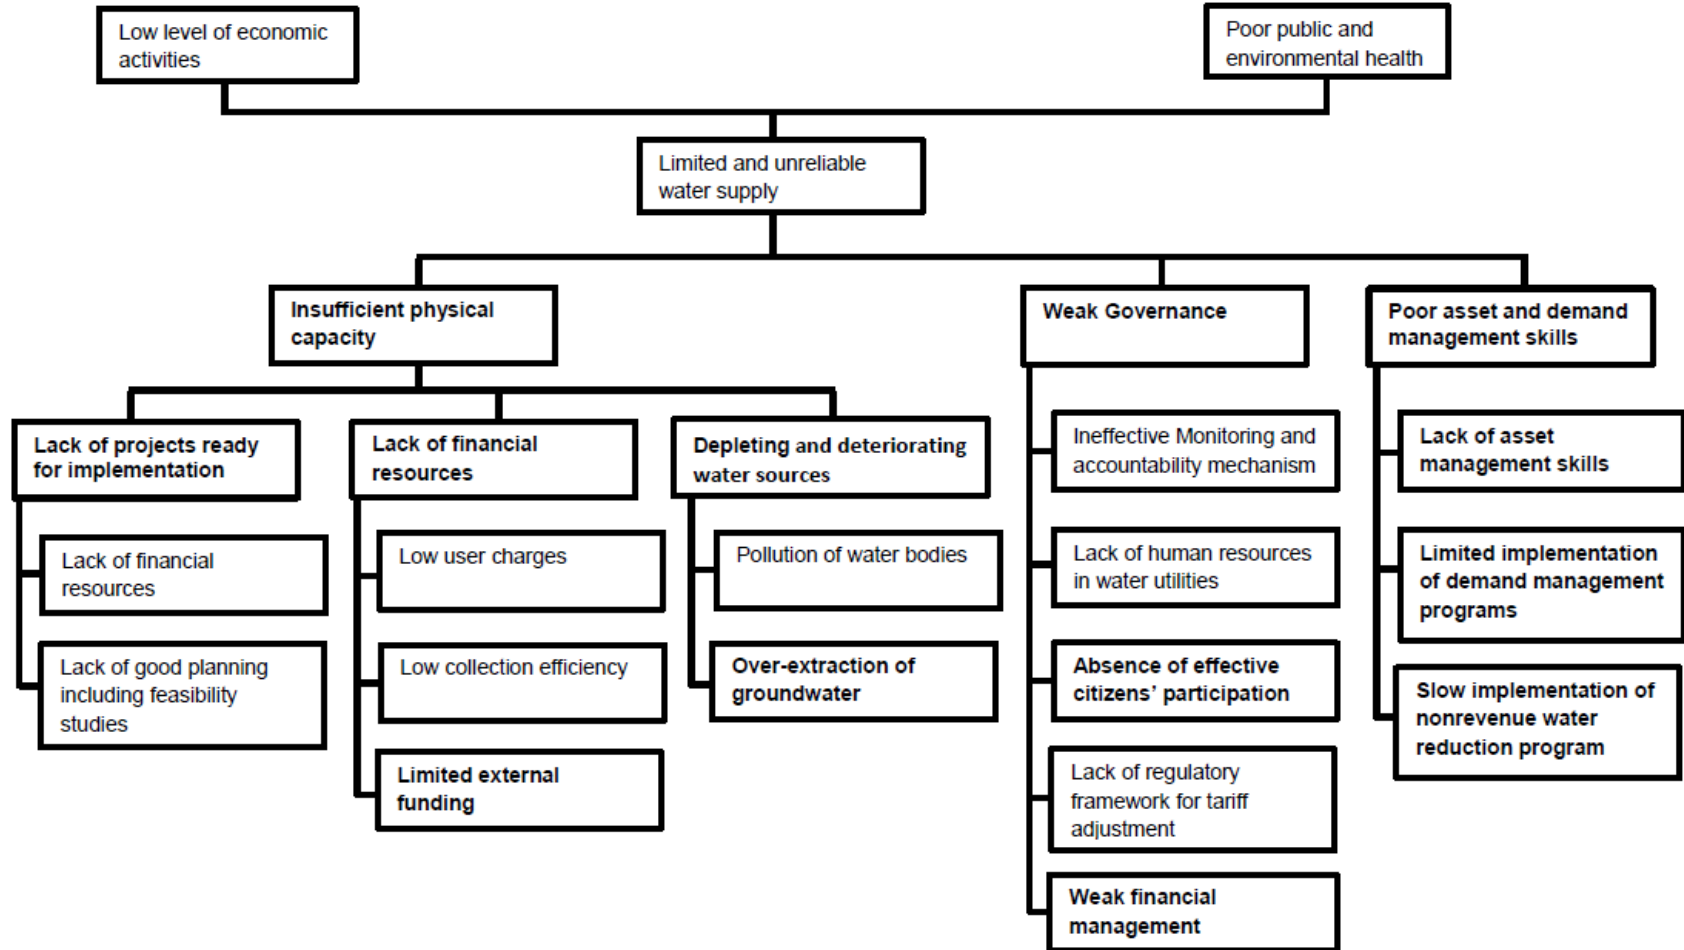 Low level of economic
activities
Poor public and
environmental health
Limited and unreliable
water supply
Insufficient physical
capacity
Weak Governance
Poor asset and demand
management skills
Lack of projects ready
for implementation
Lack of financial
resources
Depleting and deteriorating
water sources
Lack of financial
resources
Lack of good planning
including feasibility
studies
Low user charges
Low collection efficiency
Limited external
funding
Pollution of water bodies
Over-extraction of
groundwater
Ineffective Monitoring and
accountability mechanism
Lack of human resources
in water utilities
Absence of effective
citizens’ participation
Lack of regulatory
framework for tariff
adjustment
Weak financial
management
Lack of asset
management skills
Limited implementation
of demand management
programs
Slow implementation of
nonrevenue water
reduction program